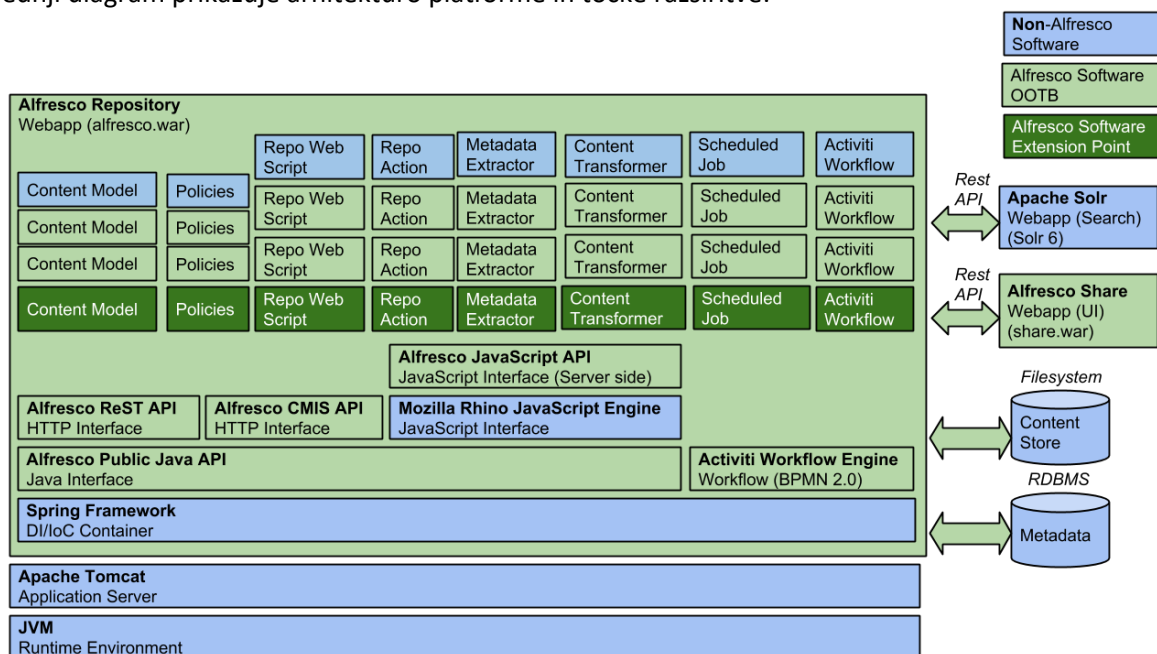 diagram prikazuje arhitekturo platforme in točke razširitve.
Non-Alfresco
Software
Alfresco Software
OOTB
Alfresco Software
Extension Point
Alfresco Repository
Webapp (alfresco.war)
Repo Web
Script
Repo
Action
Metadata
Extractor
Content
Transformer
Scheduled
Job
Activiti
Workflow
Content Model
Policies
Repo Web
Script
Repo
Action
Metadata
Extractor
Content
Transformer
Scheduled
Job
Activiti
Workflow
Content Model
Policies
Repo Web
Script
Repo
Action
Metadata
Extractor
Content
Transformer
Scheduled
Job
Activiti
Workflow
Content Model
Policies
Content Model
Policies
Repo Web
Script
Repo
Action
Metadata
Extractor
Content
Transformer
Scheduled
Job
Activiti
Workflow
Alfresco JavaScript API
JavaScript Interface (Server side)
Alfresco ReST API
HTTP Interface
Alfresco CMIS API
HTTP Interface
Mozilla Rhino JavaScript Engine
JavaScript Interface
Alfresco Public Java API
Java Interface
Activiti Workflow Engine
Workflow (BPMN 2.0)
Spring Framework
DI/IoC Container
Apache Tomcat
Application Server
JVM
Runtime Environment
Rest
API
Apache Solr
Webapp (Search)
(Solr 6)
Rest
API
Alfresco Share
Webapp (UI)
(share.war)
Filesystem
Content
Store
RDBMS
Metadata